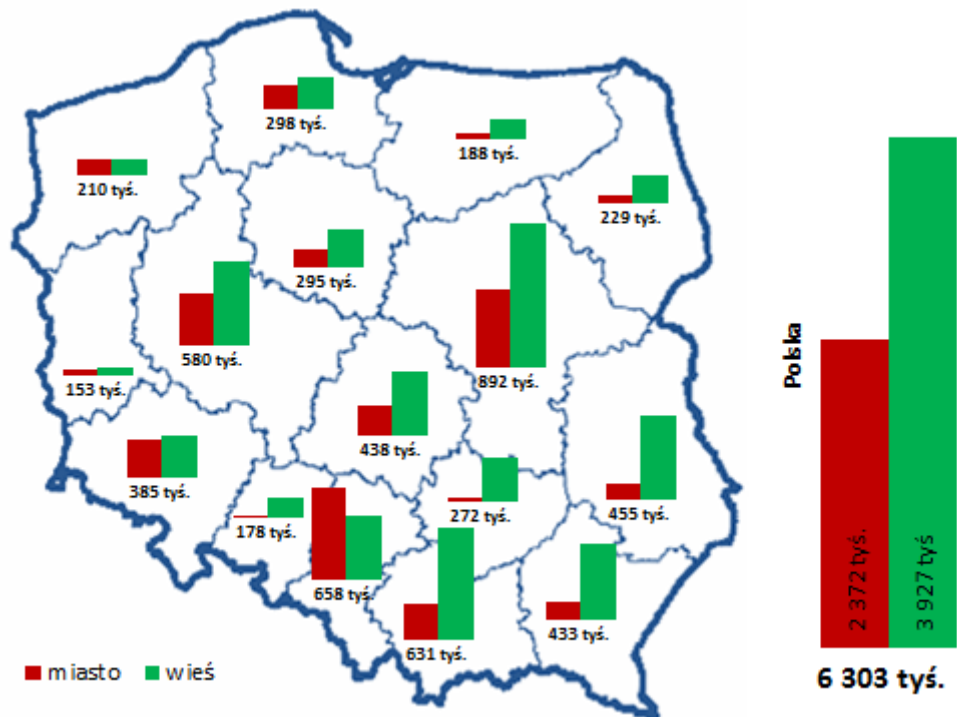 298 tyś.
188 tyś.
210 tyś.
229 tyś.
295 tyś.
580 tyś.
892 tyś.
153 tyś.
438 tyś.
385 tyś.
272 tyś.
455 tyś.
178 tyś.
658 tyś.
631 tyś.
433 tyś.
miasto
wieś
Polska
2 372 tyś.
3 927 tyś
6 303 tyś.